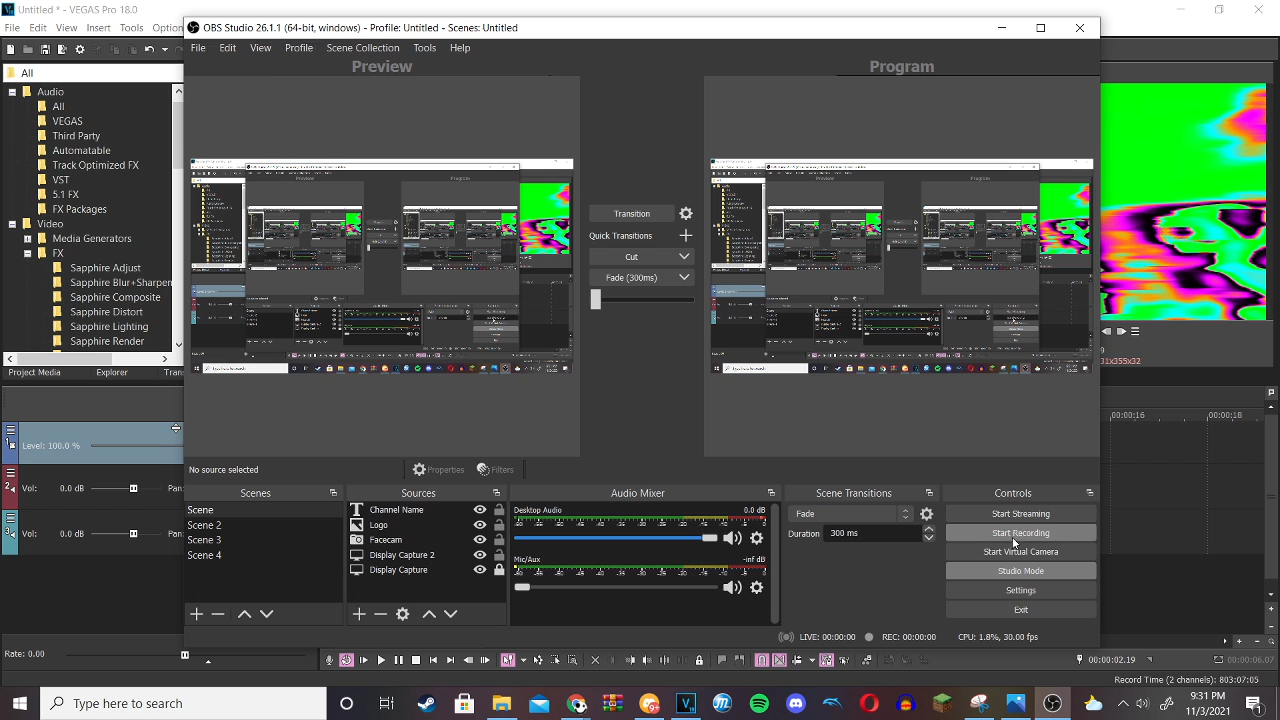 Untitled * - VEGAS Pro 18.0
File Edit View Insert Tools Option
All
Audio
All
VEGAS
Third Party
Automatable
Track Optimized FX
VST
5.1 FX
FX Packages
Video
Media Generators
FX
Sapphire Adjust
Sapphire Blur+Sharpen
Sapphire Composite
Sapphire Distort
Sapphire Lighting
Sapphire Render
Project Media Explorer Trans
Level: 100.0 %
Vol: 0.0 dB Pan:
Vol: 0.0 dB Pan:
Rate: 0.00
OBS Studio 26.1.1 (64-bit, windows) - Profile: Untitled - Scenes: Untitled
File Edit View Profile Scene Collection Tools Help
Preview
Program
Transition
Quick Transitions
Cut
Fade (300ms)
No source selected
Properties Filters
Scenes
Scene
Scene 2
Scene 3
Scene 4
Sources
Channel Name
Logo
Facecam
Display Capture 2
Display Capture
Audio Mixer
Desktop Audio 0.0 dB
Mic/Aux -inf dB
Scene Transitions
Fade
Duration 300 ms
Controls
Start Streaming
Start Recording
Start Virtual Camera
Studio Mode
Settings
Exit
LIVE: 00:00:00 REC: 00:00:00 CPU: 1.8%, 30.00 fps
31x355x32
00:00:16 00:00:18
00:00:02.19 00:00:06.07
Record Time (2 channels): 803:07:05
Type here to search
9:31 PM
11/3/2021